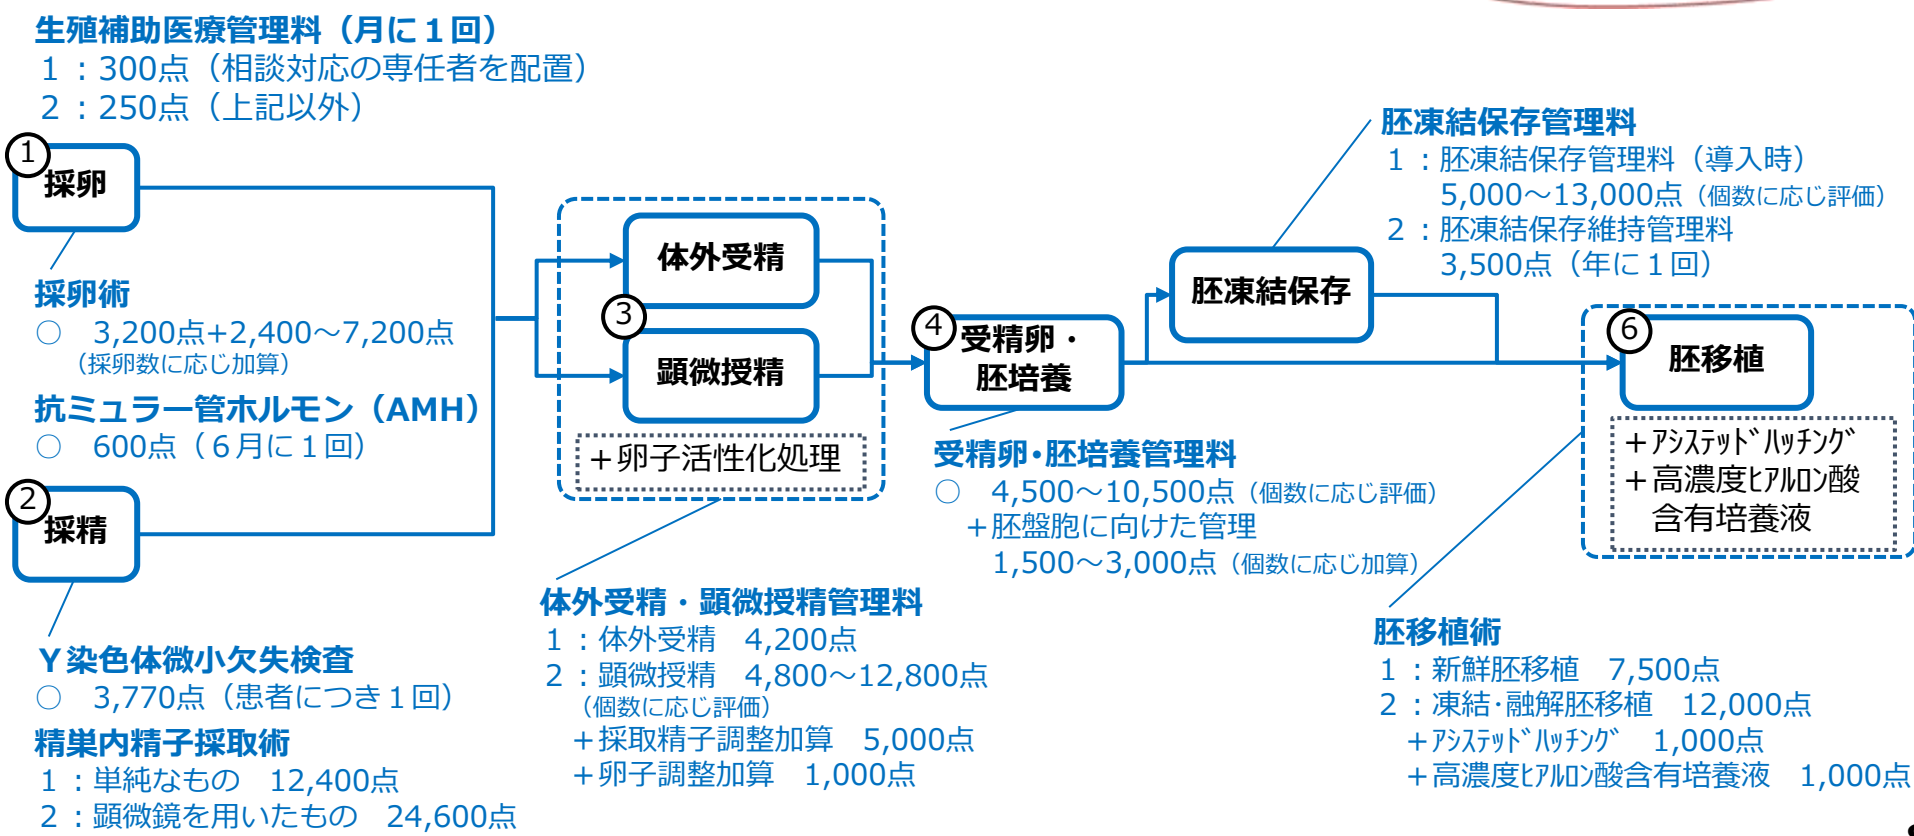 生殖補助医療管理料（月に１回）
１：300点（相談対応の専任者を配置）
２：250点（上記以外）
1
採卵
採卵術
○　3,200点+2,400～7,200点
（採卵数に応じ加算）
抗ミュラー管ホルモン（AMH）
○　600点（６月に１回）
2
採精
Ｙ染色体微小欠失検査
○　3,770点（患者につき１回）
精巣内精子採取術
１：単純なもの　12,400点
２：顕微鏡を用いたもの　24,600点
体外受精
3
顕微授精
＋卵子活性化処理
体外受精・顕微授精管理料
１：体外受精　4,200点
２：顕微授精　4,800～12,800点
（個数に応じ評価）
＋採取精子調整加算　5,000点
＋卵子調整加算　1,000点
4
受精卵・
胚培養
受精卵･胚培養管理料
○　4,500～10,500点（個数に応じ評価）
＋胚盤胞に向けた管理
1,500～3,000点（個数に応じ加算）
胚凍結保存
胚凍結保存管理料
１：胚凍結保存管理料（導入時）
5,000～13,000点（個数に応じ評価）
２：胚凍結保存維持管理料
3,500点（年に１回）
6
胚移植
＋ｱｼｽﾃｯﾄﾞﾊｯﾁﾝｸﾞ
＋高濃度ﾋｱﾙﾛﾝ酸
含有培養液
胚移植術
１：新鮮胚移植　7,500点
２：凍結･融解胚移植　12,000点
＋ｱｼｽﾃｯﾄﾞﾊｯﾁﾝｸﾞ　1,000点
＋高濃度ﾋｱﾙﾛﾝ酸含有培養液　1,000点